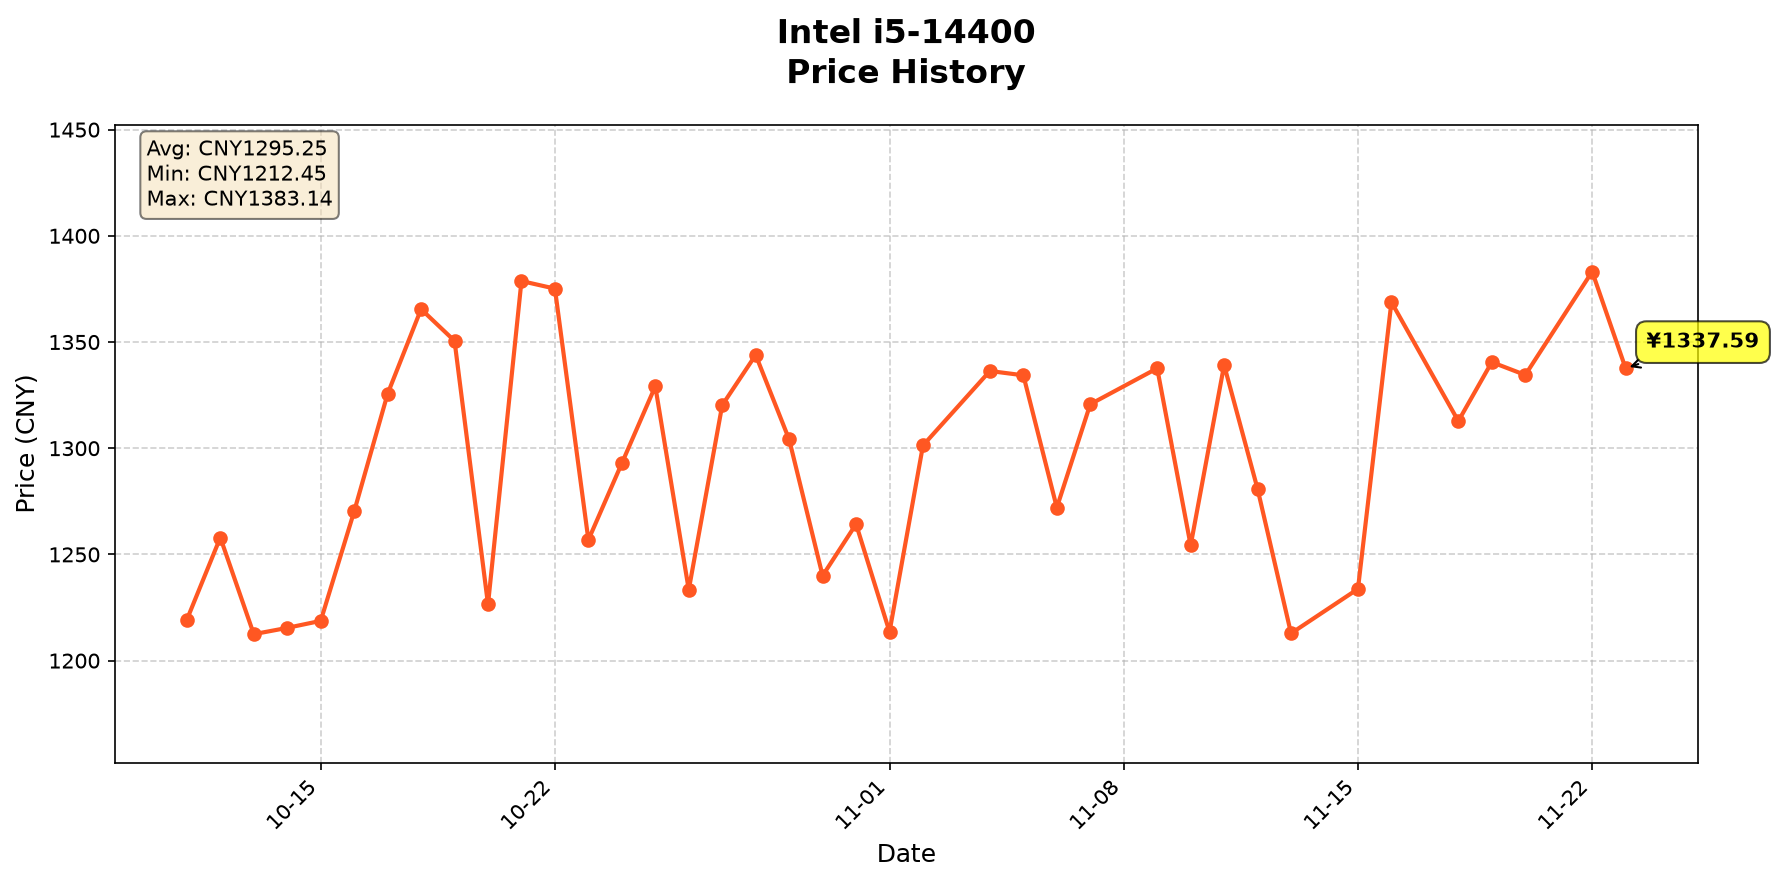 Intel i5-14400
Price History
Avg: CNY1295.25
Min: CNY1212.45
Max: CNY1383.14
1450
1400
1350
1300
1250
1200
Price (CNY)
¥1337.59
10-15
10-22
11-01
11-08
11-15
11-22
Date